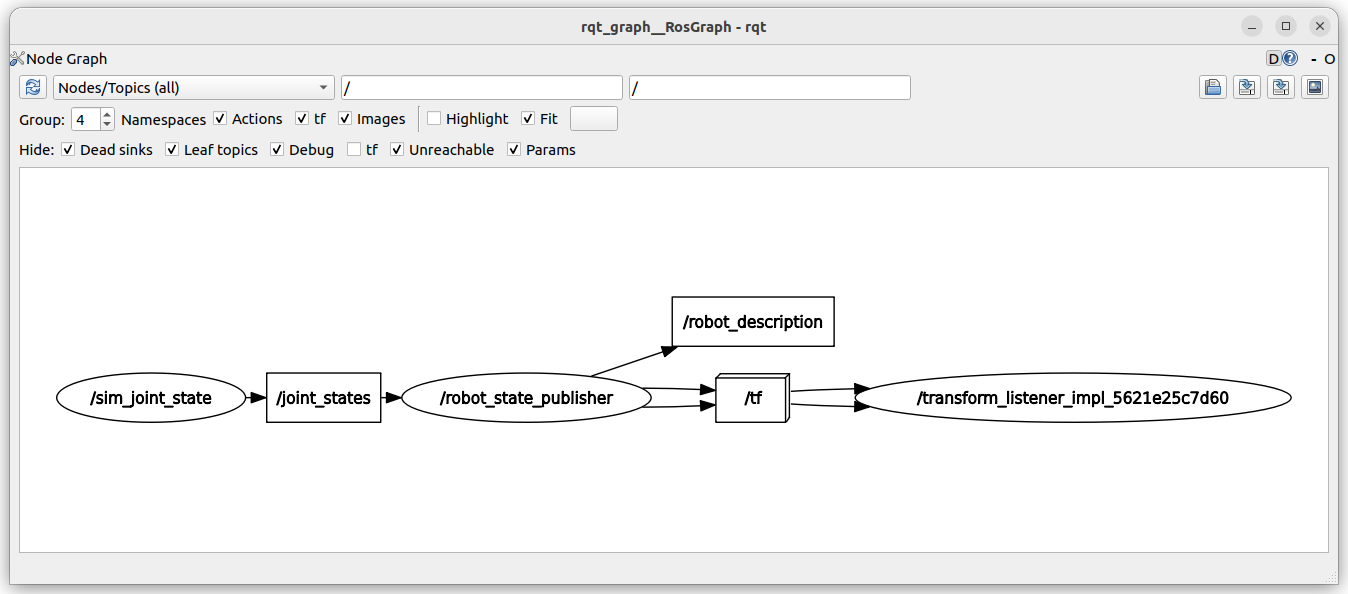 rqt_graph__RosGraph - rqt
Node Graph
D ? - O
Nodes/Topics (all) / /
Group: 4 Namespaces Actions tf Images Highlight Fit
Hide: Dead sinks Leaf topics Debug tf Unreachable Params
/robot_description
/sim_joint_state /joint_states /robot_state_publisher /tf /transform_listener_impl_5621e25c7d60